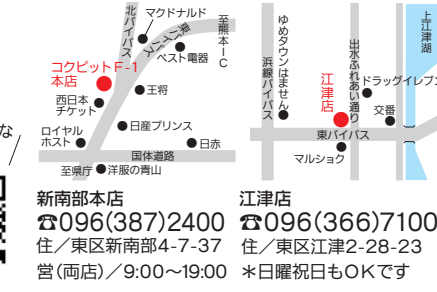 マクドナルド
北バイパス
東バイパス
至熊本IC
ベスト電器
コクピットF-1
本店
西日本
チケット
王将
日産プリンス
ロイヤル
ホスト
日赤
国体道路
至県庁
洋服の青山
な
ゆめタウンはません
浜線バイパス
出水ふれあい通り
上江津湖
江津店
ドラッグイレブン
交番
東バイパス
マルショク
新南部本店
☎096(387)2400
住／東区新南部4-7-37
営(両店)／9:00〜19:00
江津店
☎096(366)7100
住／東区江津2-28-23
＊日曜祝日もOKです